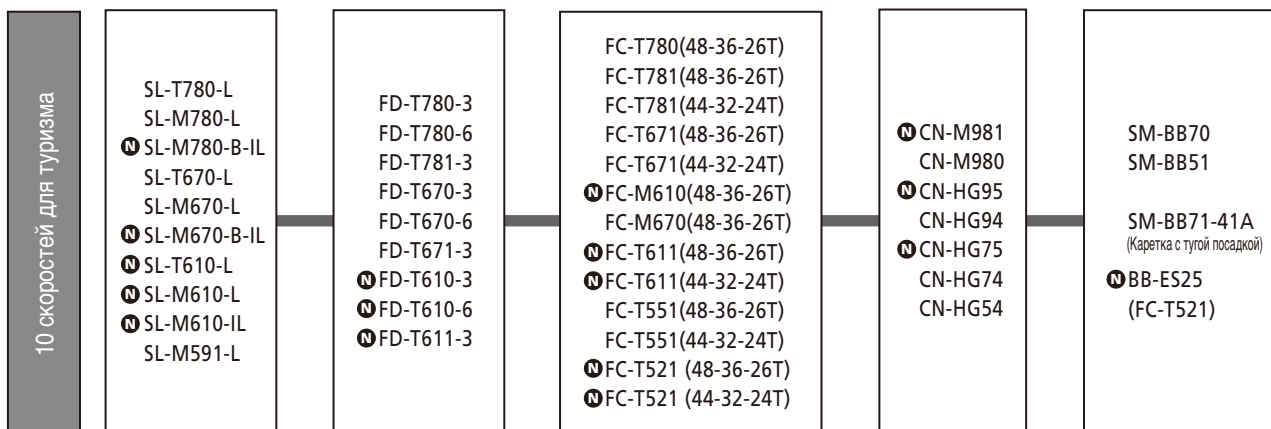 10 скоростей для туризма
SL-T780-L
SL-M780-L
N SL-M780-B-IL
SL-T670-L
SL-M670-L
N SL-M670-B-IL
N SL-T610-L
N SL-M610-L
N SL-M610-IL
SL-M591-L
FD-T780-3
FD-T780-6
FD-T781-3
FD-T670-3
FD-T670-6
FD-T671-3
N FD-T610-3
N FD-T610-6
N FD-T611-3
FC-T780(48-36-26T)
FC-T781(48-36-26T)
FC-T781(44-32-24T)
FC-T671(48-36-26T)
FC-T671(44-32-24T)
N FC-M610(48-36-26T)
FC-M670(48-36-26T)
N FC-T611(48-36-26T)
N FC-T611(44-32-24T)
FC-T551(48-36-26T)
FC-T551(44-32-24T)
N FC-T521 (48-36-26T)
N FC-T521 (44-32-24T)
N CN-M981
CN-M980
N CN-HG95
CN-HG94
N CN-HG75
CN-HG74
CN-HG54
SM-BB70
SM-BB51
SM-BB71-41A
(Каретка с тугой посадкой)
N BB-ES25
(FC-T521)